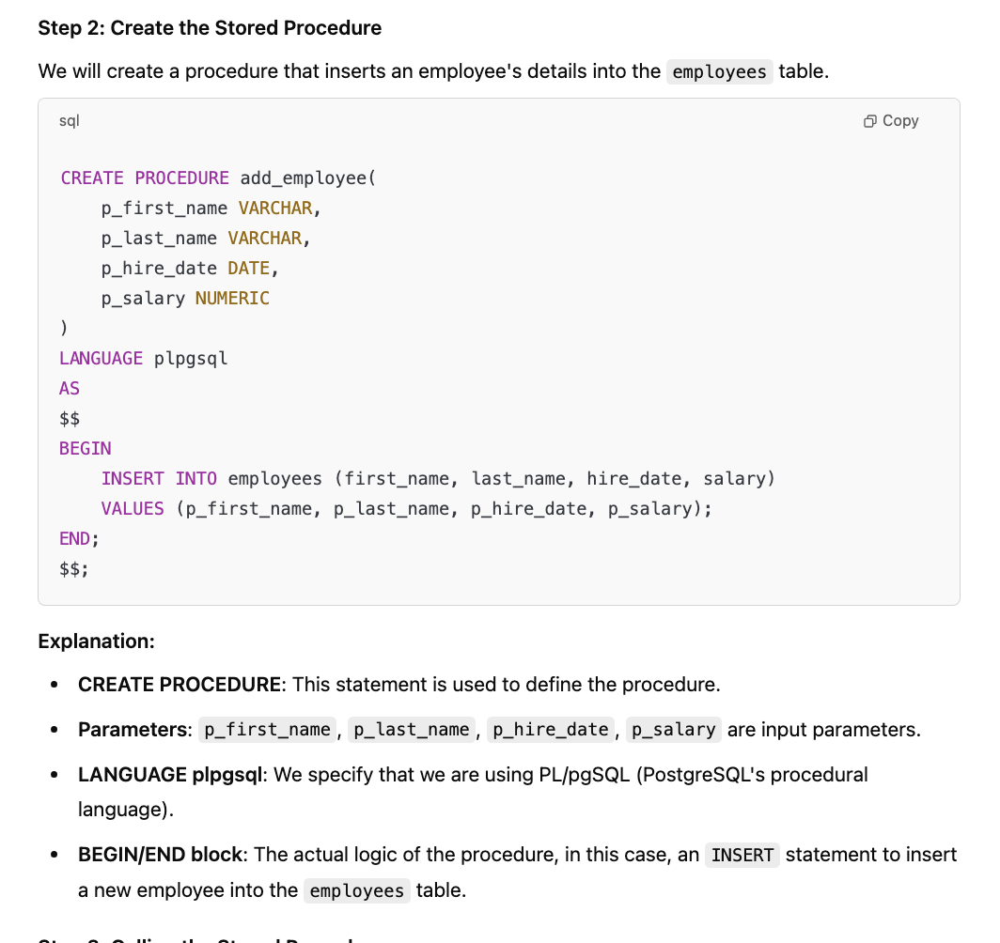 Step 2: Create the Stored Procedure
We will create a procedure that inserts an employee's details into the employees table.
sql
Copy
CREATE PROCEDURE add_employee(
    p_first_name VARCHAR,
    p_last_name VARCHAR,
    p_hire_date DATE,
    p_salary NUMERIC
)
LANGUAGE plpgsql
AS
$$
BEGIN
    INSERT INTO employees (first_name, last_name, hire_date, salary)
    VALUES (p_first_name, p_last_name, p_hire_date, p_salary);
END;
$$;
Explanation:
• CREATE PROCEDURE: This statement is used to define the procedure.
• Parameters: p_first_name, p_last_name, p_hire_date, p_salary are input parameters.
• LANGUAGE plpgsql: We specify that we are using PL/pgSQL (PostgreSQL's procedural
language).
• BEGIN/END block: The actual logic of the procedure, in this case, an INSERT statement to insert
a new employee into the employees table.